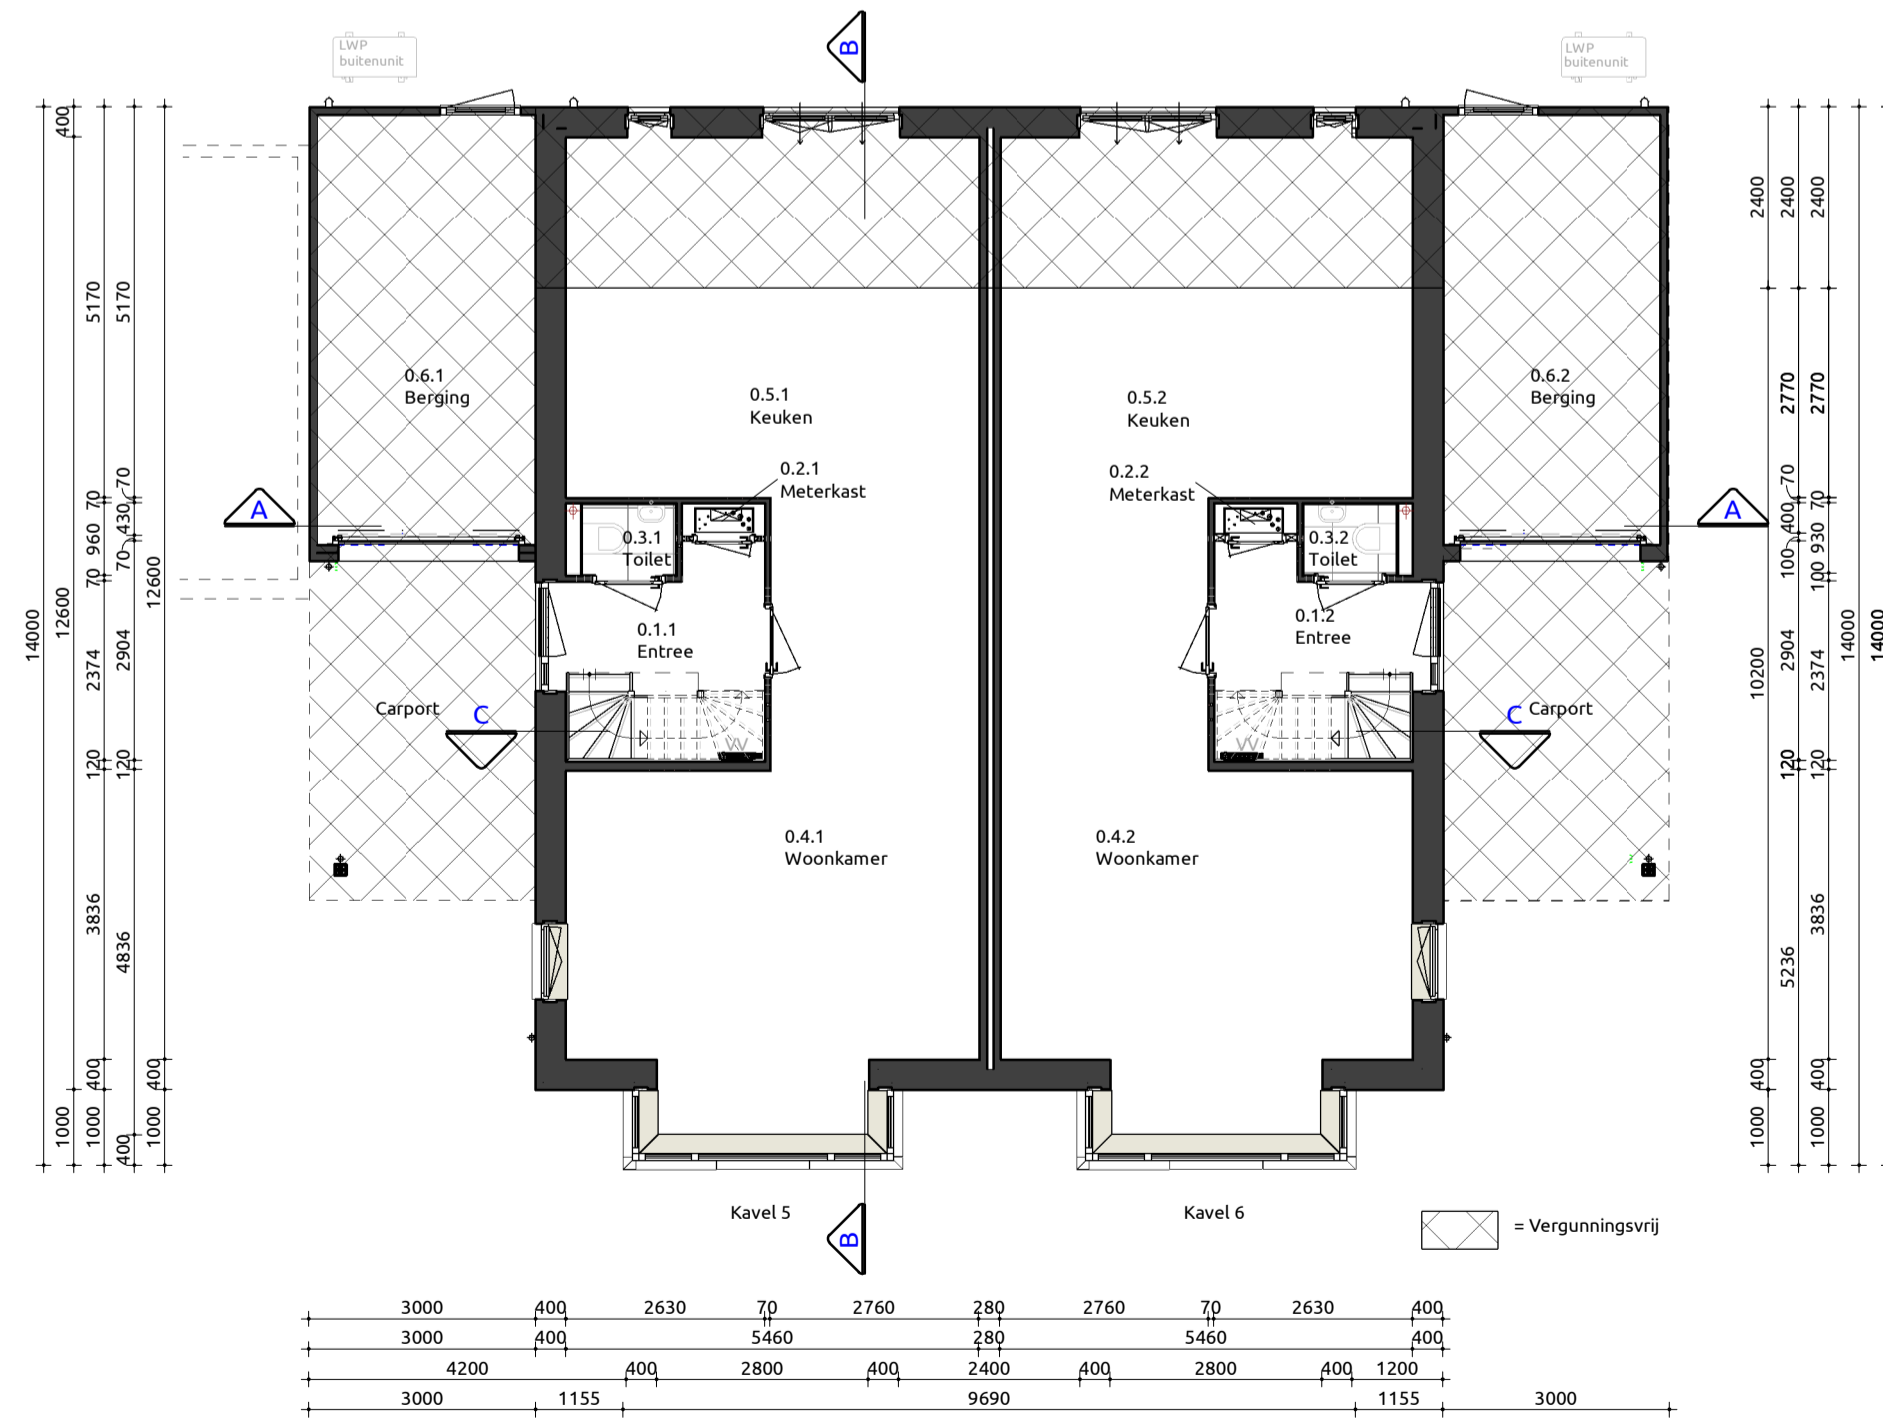 LWP
buitenunit
B
LWP
buitenunit
400
5170
5170
70
70
960
430
70
70
12600
12600
14000
2374
2904
120
120
3836
4836
400
400
1000
1000
400
1000
2400
2400
2400
2770
2770
70
70
400
930
100
100
2904
2374
14000
14000
10200
120
120
3836
5236
400
400
1000
1000
0.6.1
Berging
0.5.1
Keuken
0.5.2
Keuken
0.6.2
Berging
0.2.1
Meterkast
0.2.2
Meterkast
A
A
0.3.1
Toilet
0.3.2
Toilet
0.1.1
Entree
0.1.2
Entree
Carport
C
C
Carport
VV
VV
0.4.1
Woonkamer
0.4.2
Woonkamer
Kavel 5
Kavel 6
B
= Vergunningsvrij
3000 400 2630 70 2760 280 2760 70 2630 400
3000 400 5460 280 5460 400
4200 400 2800 400 2400 400 2800 400 1200
3000 1155 9690 1155 3000